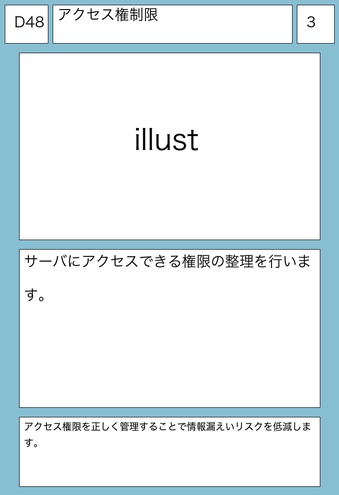 D48
アクセス権制限
3
illust
サーバにアクセスできる権限の整理を行いま
す。
アクセス権限を正しく管理することで情報漏えいリスクを低減しま
す。